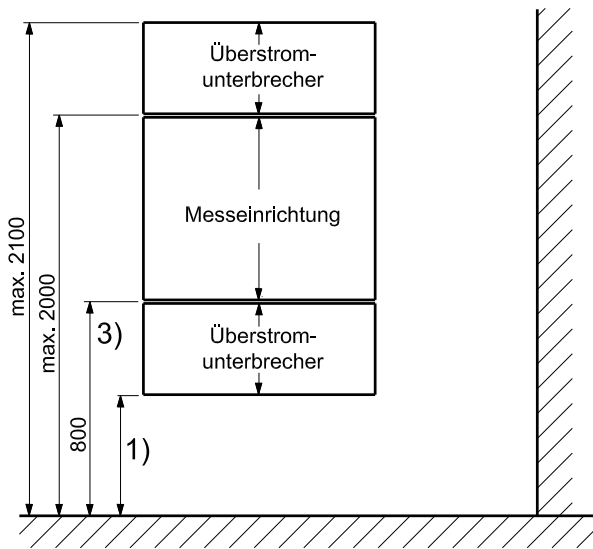 Überstrom-
unterbrecher
Messeinrichtung
Überstrom-
unterbrecher
max. 2100
max. 2000
800
3)
1)